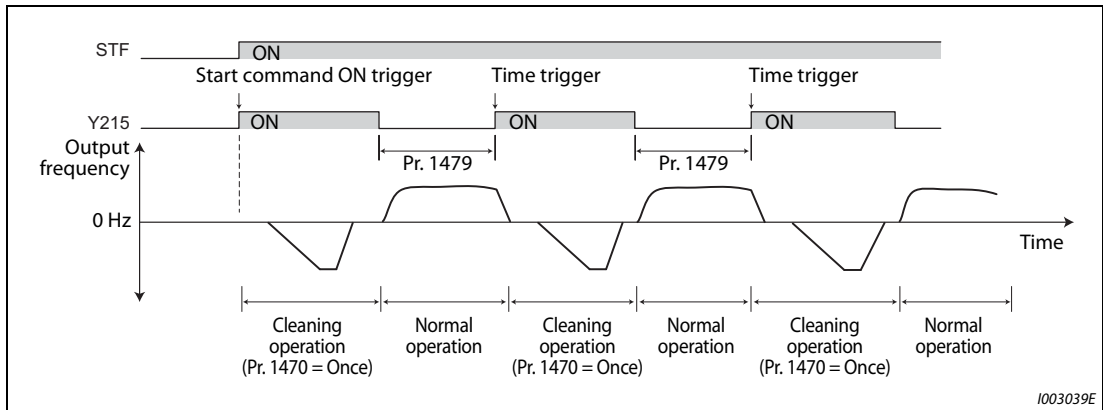 STF
ON
Start command ON trigger
Time trigger
Time trigger
Y215
ON
ON
ON
Pr. 1479
Pr. 1479
Output
frequency
0 Hz
Time
Cleaning
operation
(Pr. 1470 = Once)
Normal
operation
Cleaning
operation
(Pr. 1470 = Once)
Normal
operation
Cleaning
operation
(Pr. 1470 = Once)
Normal
operation
I003039E